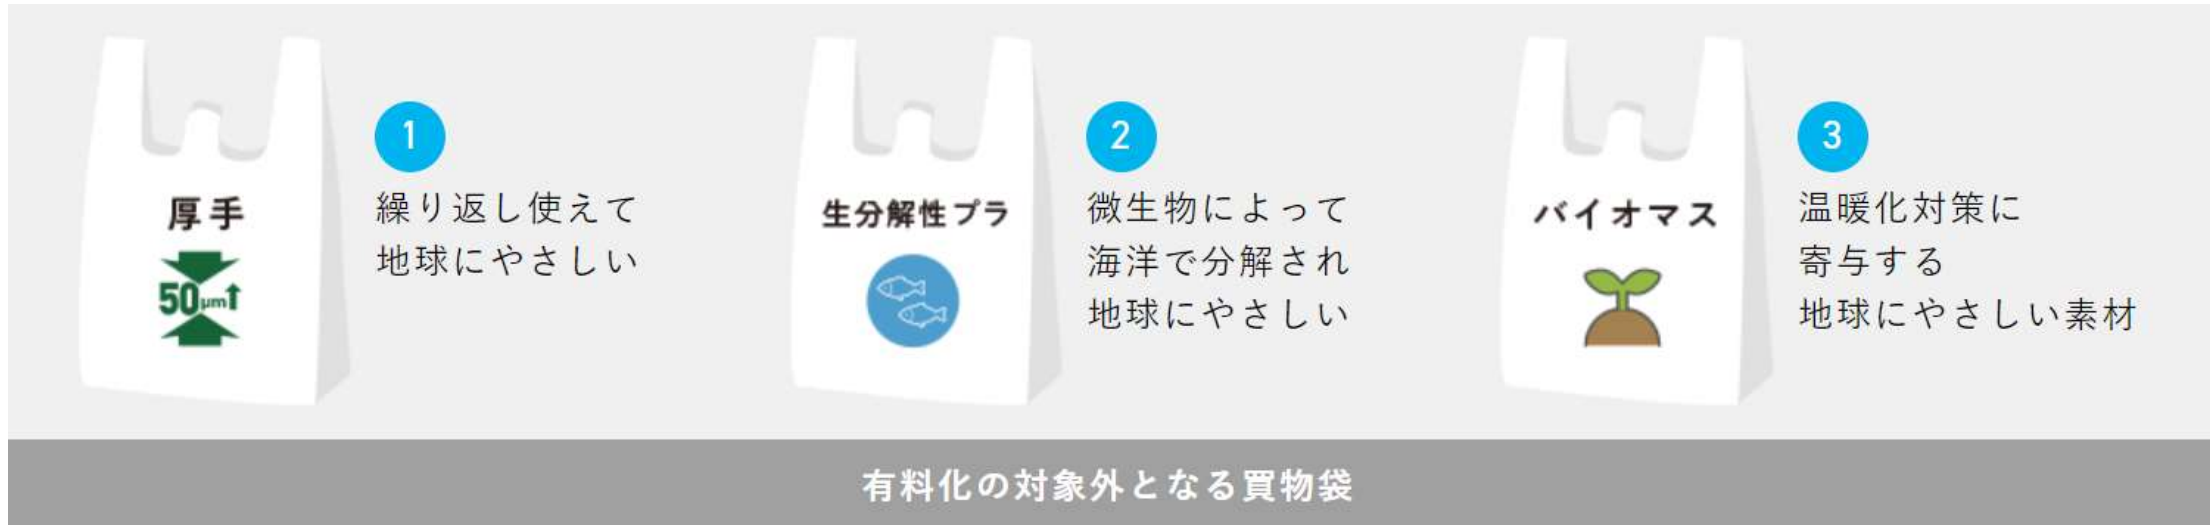 厚手
50μm↑
1
繰り返し使えて
地球にやさしい
生分解性プラ
2
微生物によって
海洋で分解され
地球にやさしい
バイオマス
3
温暖化対策に
寄与する
地球にやさしい素材
有料化の対象外となる買物袋